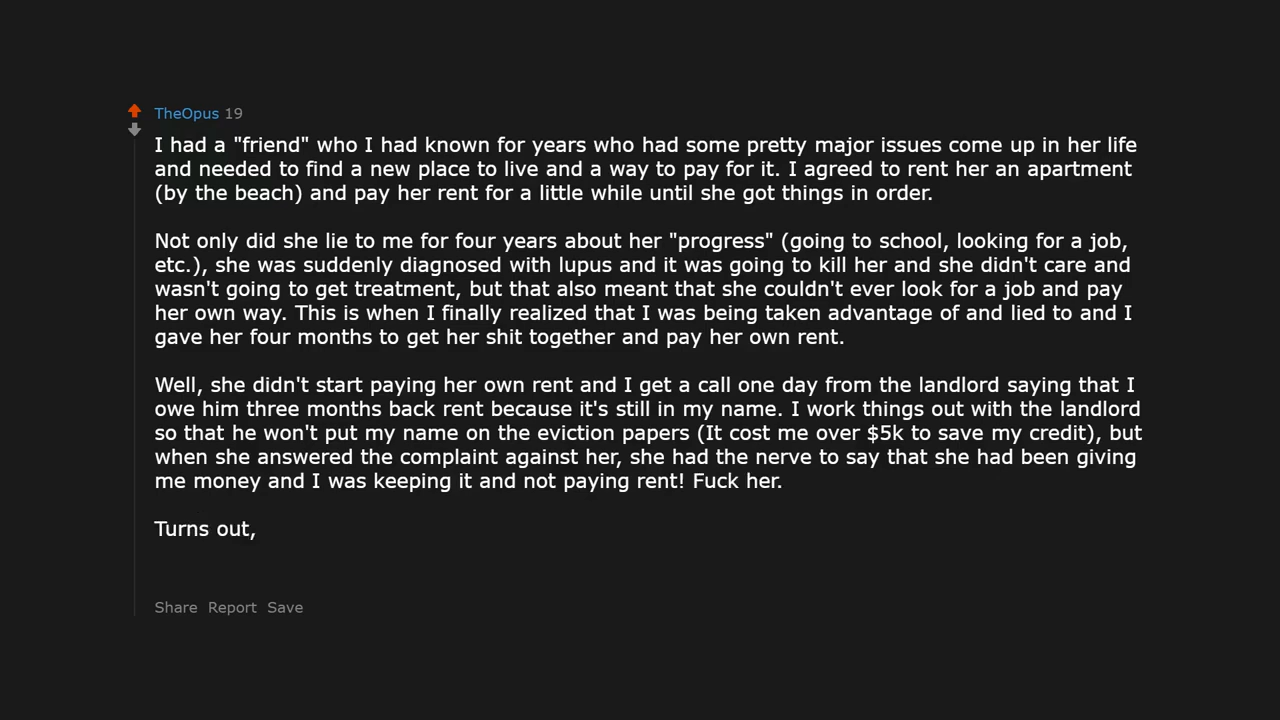 TheOpus 19
I had a "friend" who I had known for years who had some pretty major issues come up in her life
and needed to find a new place to live and a way to pay for it. I agreed to rent her an apartment
(by the beach) and pay her rent for a little while until she got things in order.
Not only did she lie to me for four years about her "progress" (going to school, looking for a job,
etc.), she was suddenly diagnosed with lupus and it was going to kill her and she didn't care and
wasn't going to get treatment, but that also meant that she couldn't ever look for a job and pay
her own way. This is when I finally realized that I was being taken advantage of and lied to and I
gave her four months to get her shit together and pay her own rent.
Well, she didn't start paying her own rent and I get a call one day from the landlord saying that I
owe him three months back rent because it's still in my name. I work things out with the landlord
so that he won't put my name on the eviction papers (It cost me over $5k to save my credit), but
when she answered the complaint against her, she had the nerve to say that she had been giving
me money and I was keeping it and not paying rent! Fuck her.
Turns out,
Share Report Save